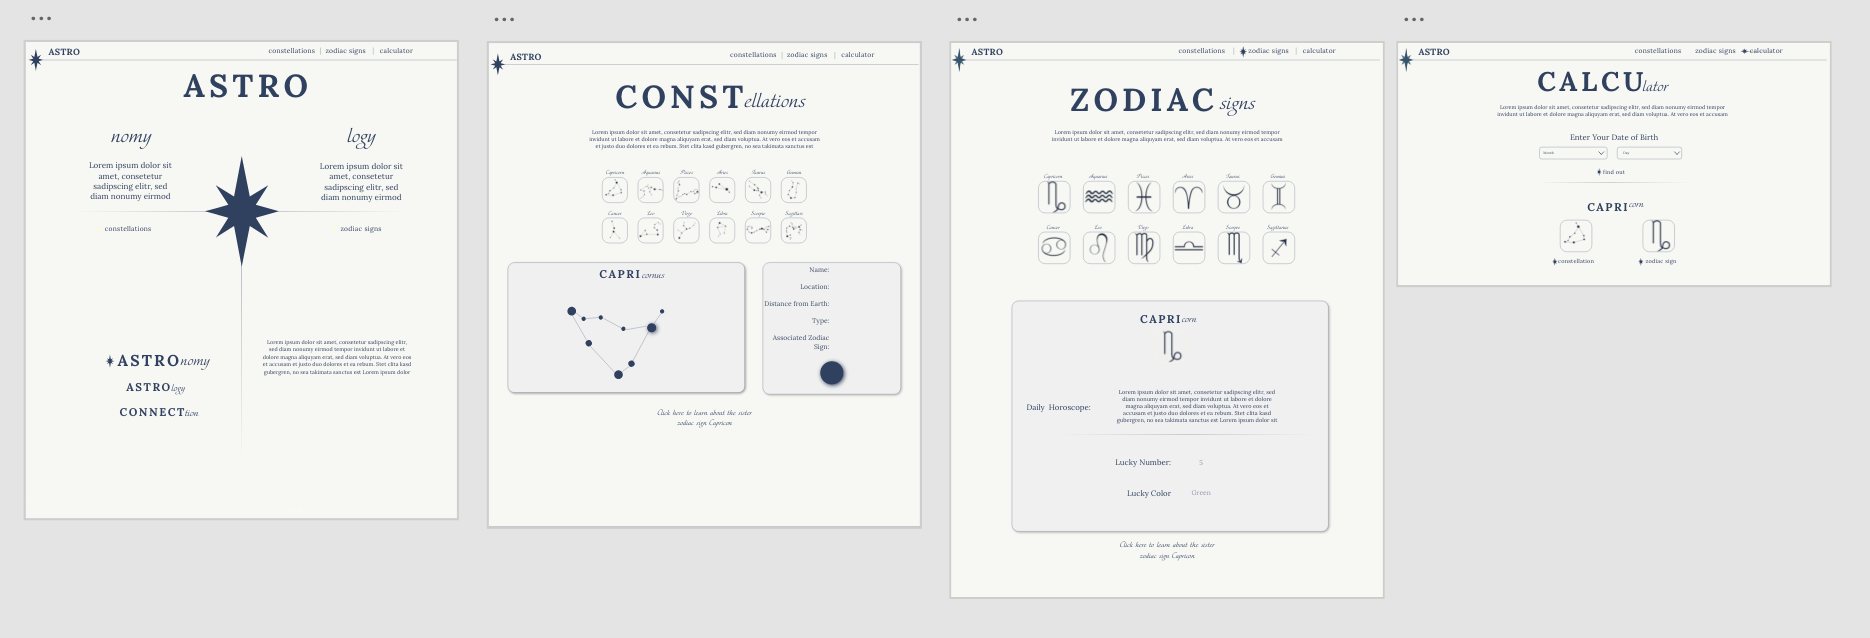 ASTRO
constellations | zodiac signs | calculator
ASTRO
nomy
logy
Lorem ipsum dolor sit
amet, consetetur
sadipscing elitr, sed
diam nonumy eirmod
Lorem ipsum dolor sit
amet, consetetur
sadipscing elitr, sed
diam nonumy eirmod
constellations
zodiac signs
ASTROnomy
ASTROlogy
CONNECTtion
Lorem ipsum dolor sit amet, consetetur sadipscing elitr,
sed diam nonumy eirmod tempor invidunt ut labore et
dolore magna aliquyam erat, sed diam voluptua. At vero eos
et accusam et justo duo dolores et ea rebum. Stet clita kasd
gubergren, no sea takimata sanctus est Lorem ipsum dolor
ASTRO
constellations | zodiac signs | calculator
CONSTellations
Lorem ipsum dolor sit amet, consetetur sadipscing elitr, sed diam nonumy eirmod tempor
invidunt ut labore et dolore magna aliquyam erat, sed diam voluptua. At vero eos et accusam
et justo duo dolores et ea rebum. Stet clita kasd gubergren, no sea takimata sanctus est
Capricorn Aquarius Pisces Aries Taurus Gemini
Cancer Leo Virgo Libra Scorpio Sagittarius
CAPRIcornus
Name:
Location:
Distance from Earth:
Type:
Associated Zodiac
Sign:
Click here to learn about the sister
zodiac sign Capricon
ASTRO
constellations | zodiac signs | calculator
ZODIAC signs
Lorem ipsum dolor sit amet, consetetur sadipscing elitr, sed diam nonumy eirmod tempor
invidunt ut labore et dolore magna aliquyam erat, sed diam voluptua. At vero eos et accusam
Capricorn Aquarius Pisces Aries Taurus Gemini
Cancer Leo Virgo Libra Scorpio Sagittarius
CAPRIcorn
Daily Horoscope:
Lorem ipsum dolor sit amet, consetetur sadipscing elitr, sed
diam nonumy eirmod tempor invidunt ut labore et dolore
magna aliquyam erat, sed diam voluptua. At vero eos et
accusam et justo duo dolores et ea rebum. Stet clita kasd
gubergren, no sea takimata sanctus est Lorem ipsum dolor sit
Lucky Number: 5
Lucky Color Green
Click here to learn about the sister
zodiac sign Capricon
ASTRO
constellations zodiac signs calculator
CALCUlator
Lorem ipsum dolor sit amet, consetetur sadipscing elitr, sed diam nonumy eirmod tempor
invidunt ut labore et dolore magna aliquyam erat, sed diam voluptua. At vero eos et accusam
Enter Your Date of Birth
Month Day
find out
CAPRIcorn
constellation
zodiac sign